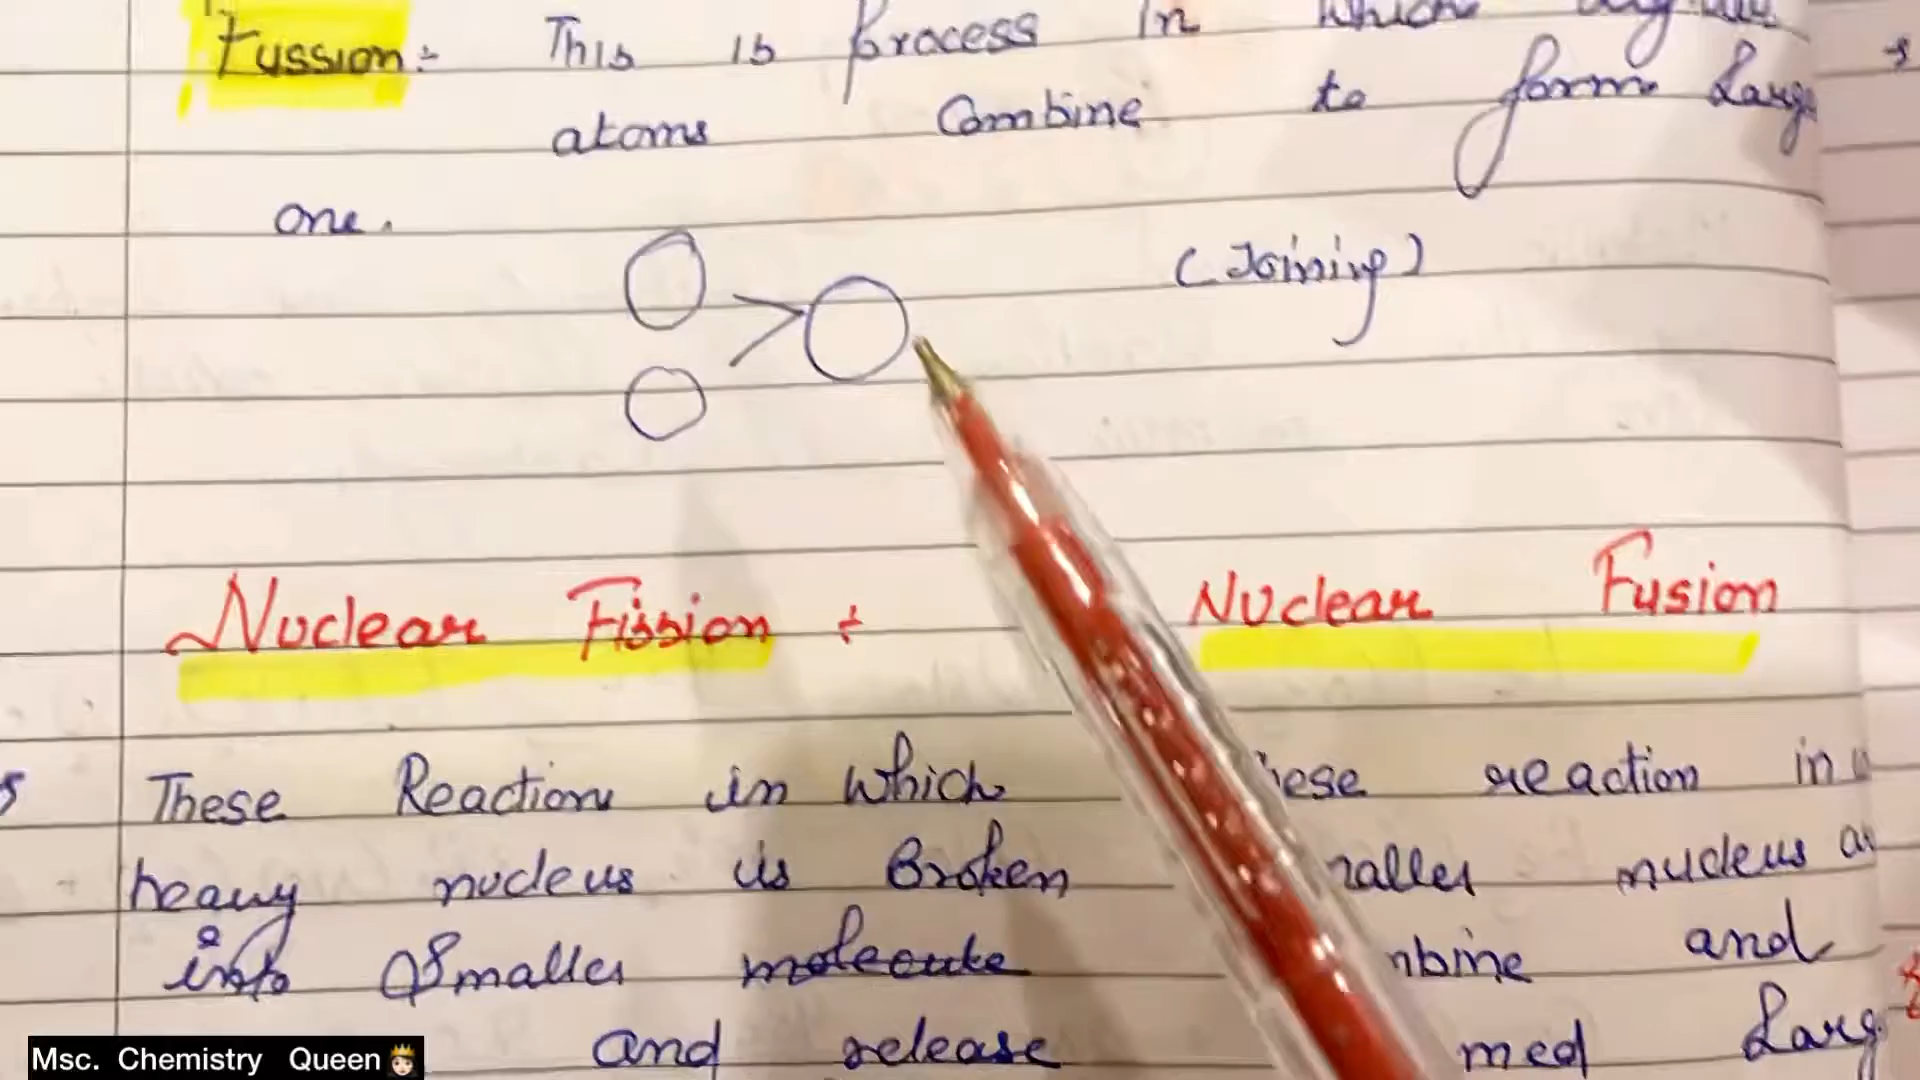 Fussion:- This is process in which
atoms Combine to form Large
one.
(Joining)
Nuclear Fission ÷ Nuclear Fusion
These Reaction in which reaction in
heavy nucleus is Broken nucleus
into Smaller molecule and
and release Larg
Msc. Chemistry Queen